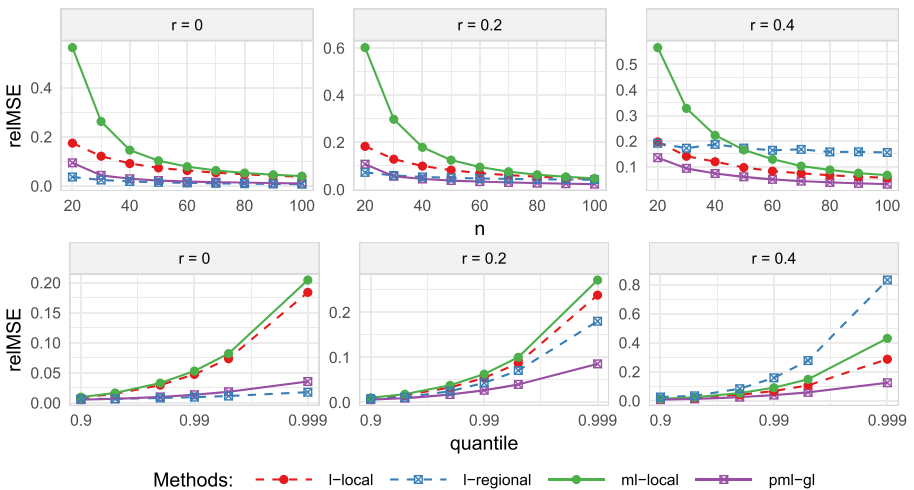 r = 0
r = 0.2
r = 0.4
relMSE
0.4
0.2
0.0
0.6
0.4
0.2
0.0
0.5
0.4
0.3
0.2
0.1
20 40 60 80 100
20 40 60 80 100
20 40 60 80 100
n
r = 0
r = 0.2
r = 0.4
relMSE
0.20
0.15
0.10
0.05
0.00
0.2
0.1
0.0
0.8
0.6
0.4
0.2
0.0
0.9 0.99 0.999
0.9 0.99 0.999
0.9 0.99 0.999
quantile
Methods: l−local l−regional ml−local pml−gl